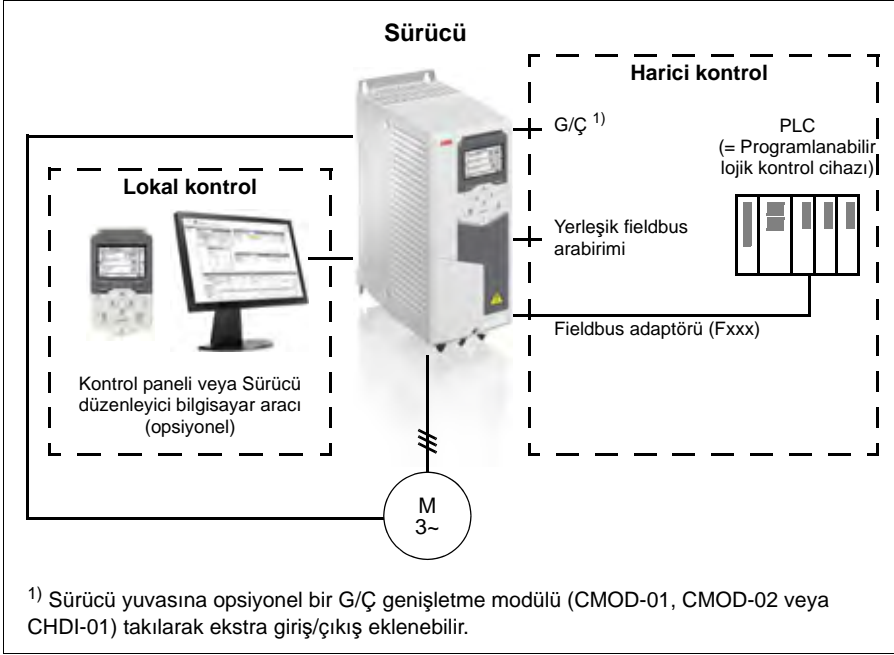 Sürücü
Harici kontrol
G/Ç 1)
PLC
(= Programlanabilir
lojik kontrol cihazı)
Lokal kontrol
Yerleşik fieldbus
arabirimi
Fieldbus adaptörü (Fxxx)
Kontrol paneli veya Sürücü
düzenleyici bilgisayar aracı
(opsiyonel)
M
3~
1) Sürücü yuvasına opsiyonel bir G/Ç genişletme modülü (CMOD-01, CMOD-02 veya
CHDI-01) takılarak ekstra giriş/çıkış eklenebilir.